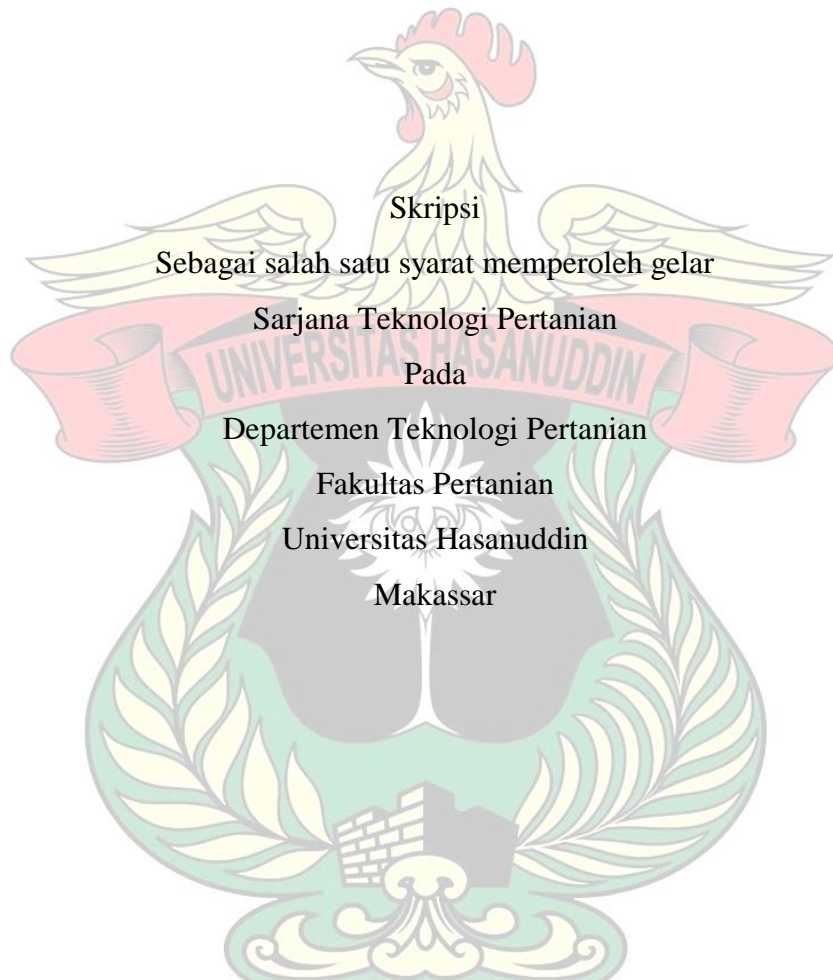 Skripsi
Sebagai salah satu syarat memperoleh gelar
Sarjana Teknologi Pertanian
UNIVERSITAS HASANUDDIN
Pada
Departemen Teknologi Pertanian
Fakultas Pertanian
Universitas Hasanuddin
Makassar